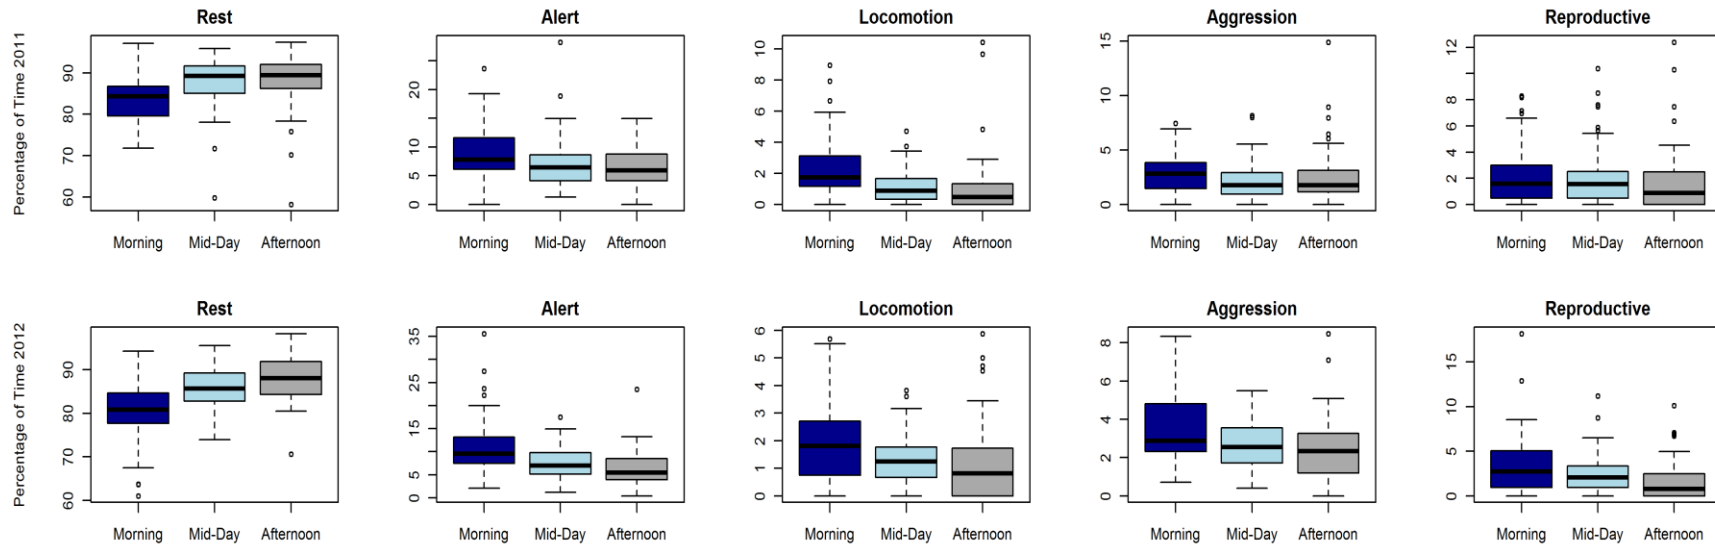 Rest Alert Locomotion Aggression Reproductive
Percentage of Time 2011
60 70 80 90
0 5 10 20
0 2 4 6 8 10
0 5 10 15
0 2 4 6 8 12
Morning Mid-Day Afternoon Morning Mid-Day Afternoon Morning Mid-Day Afternoon Morning Mid-Day Afternoon Morning Mid-Day Afternoon
Rest Alert Locomotion Aggression Reproductive
Percentage of Time 2012
60 70 80 90
0 5 15 25 35
0 1 2 3 4 5 6
0 2 4 6 8
0 5 10 15
Morning Mid-Day Afternoon Morning Mid-Day Afternoon Morning Mid-Day Afternoon Morning Mid-Day Afternoon Morning Mid-Day Afternoon